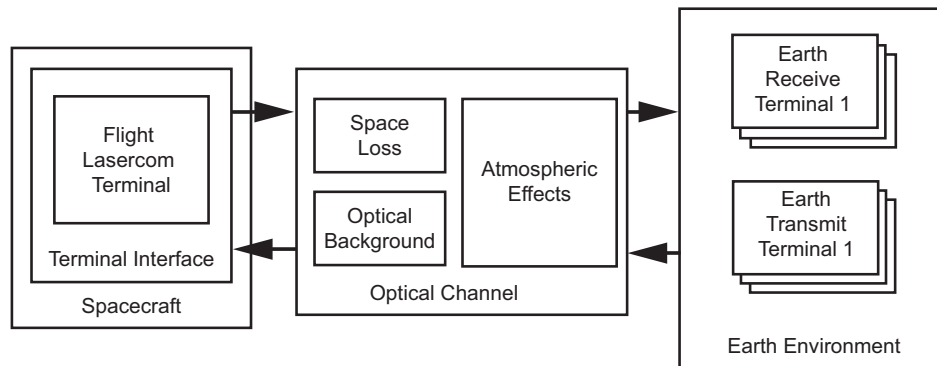 Flight
Lasercom
Terminal
Terminal Interface
Spacecraft
Space
Loss
Optical
Background
Atmospheric
Effects
Optical Channel
Earth
Receive
Terminal 1
Earth
Transmit
Terminal 1
Earth Environment